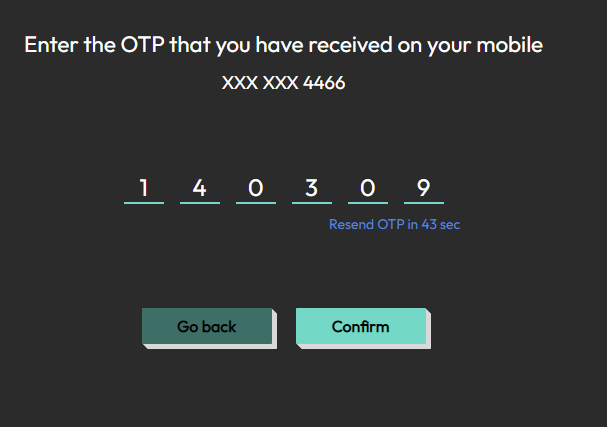 Enter the OTP that you have received on your mobile
XXX XXX 4466
1 4 0 3 0 9
Resend OTP in 43 sec
Go back Confirm